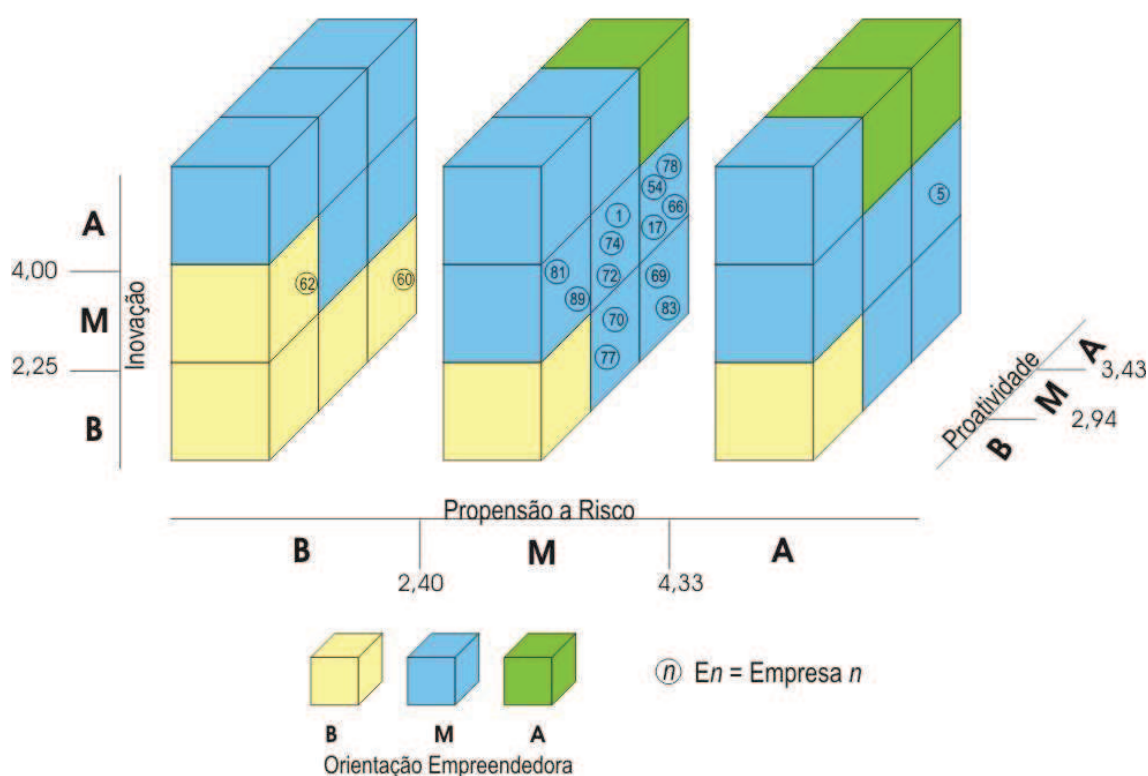 78
54
66
1
5
17
74
A
4,00
81
72
69
62
60
89
83
M
Inovação
70
2,25
77
A
3,43
Proatividade
M
2,94
B
B
Propensão a Risco
B
M
A
2,40
4,33
n En = Empresa n
B
M
A
Orientação Empreendedora